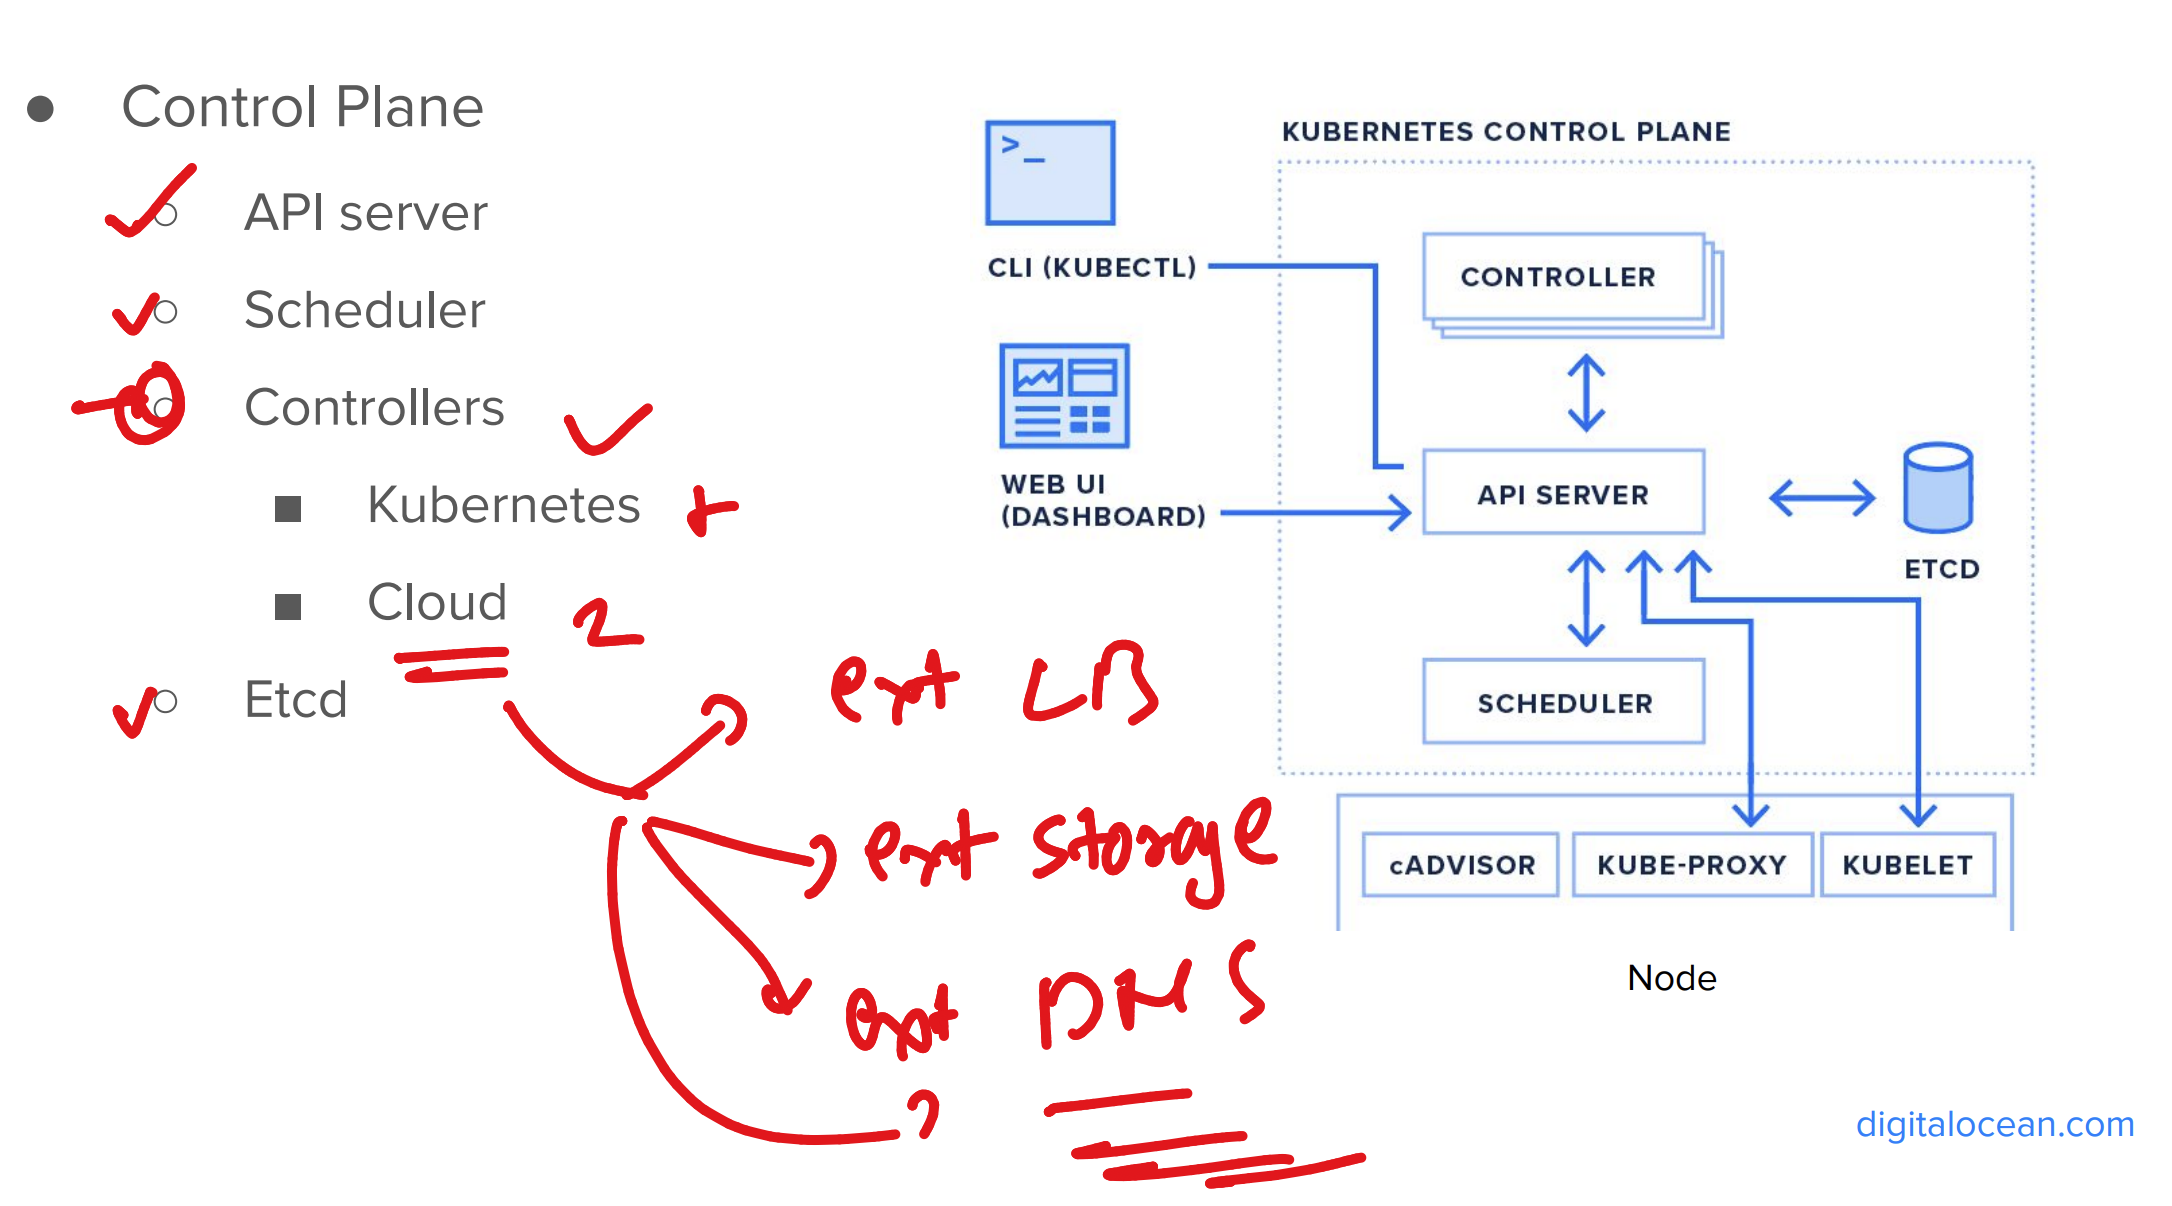 Control Plane
API server
Scheduler
Controllers
Kubernetes +
Cloud 2
Etcd
ext LB
ext storage
ext DNS
KUBERNETES CONTROL PLANE
>_
CLI (KUBECTL)
CONTROLLER
WEB UI
(DASHBOARD)
API SERVER
ETCD
SCHEDULER
cADVISOR
KUBE-PROXY
KUBELET
Node
digitalocean.com